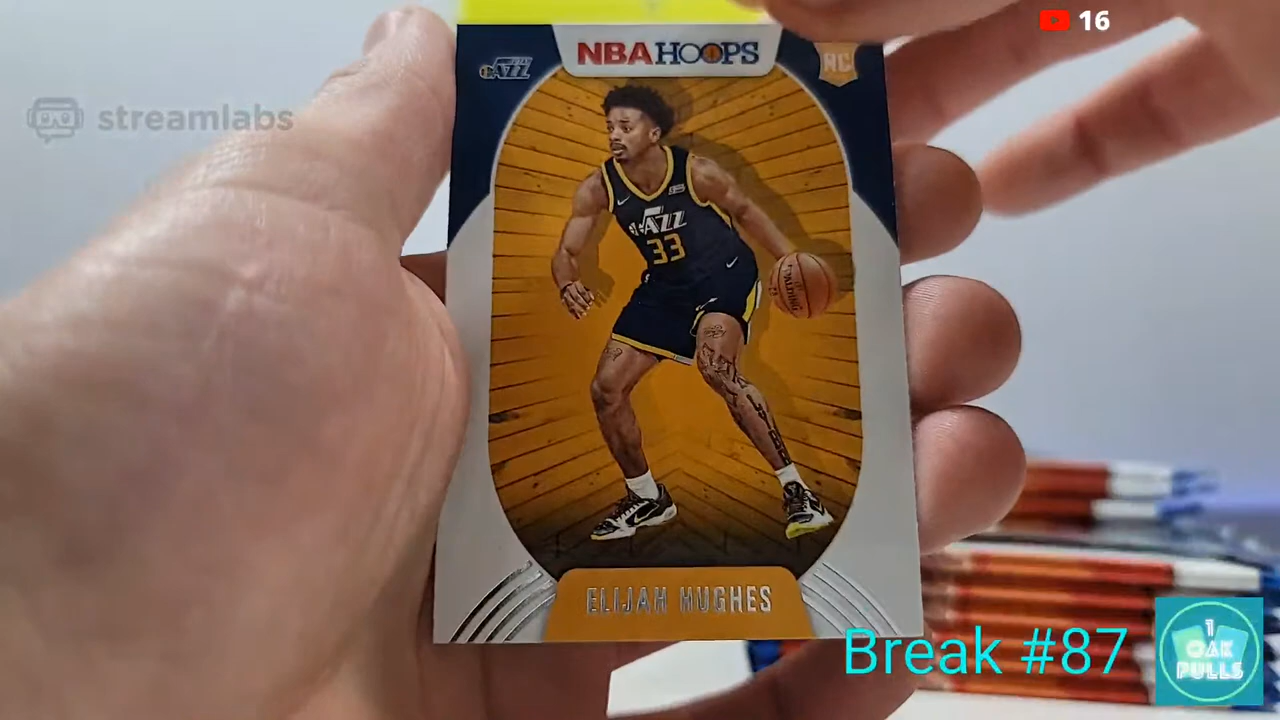 16
NBA HOOPS
JAZZ
RC
streamlabs
JAZZ
33
SPALDING
ELIJAH HUGHES
Break #87
1
OAK
PULLS